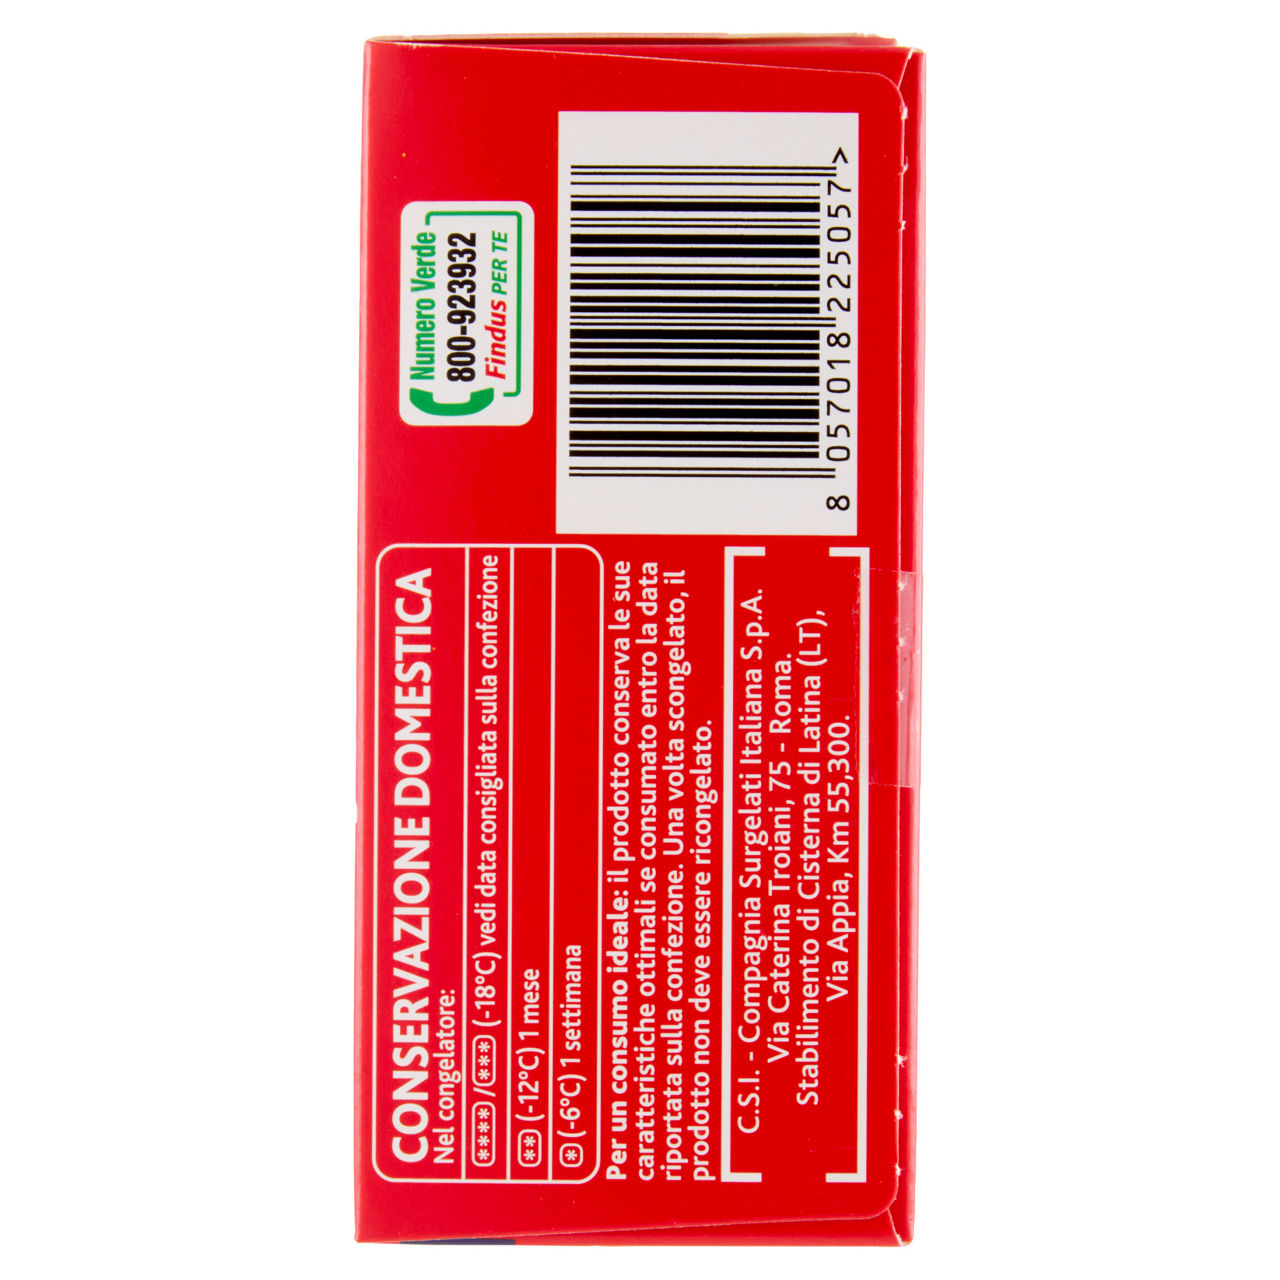 CONSERVAZIONE DOMESTICA
Nel congelatore:
**** / *** (-18°C) vedi data consigliata sulla confezione
** (-12°C) 1 mese
* (-6°C) 1 settimana
Per un consumo ideale: il prodotto conserva le sue
caratteristiche ottimali se consumato entro la data
riportata sulla confezione. Una volta scongelato, il
prodotto non deve essere ricongelato.
C.S.I. - Compagnia Surgelati Italiana S.p.A.
Via Caterina Troiani, 75 - Roma.
Stabilimento di Cisterna di Latina (LT),
Via Appia, Km 55,300.
Numero Verde
800-923932
Findus PER TE
8 057018 225057 >